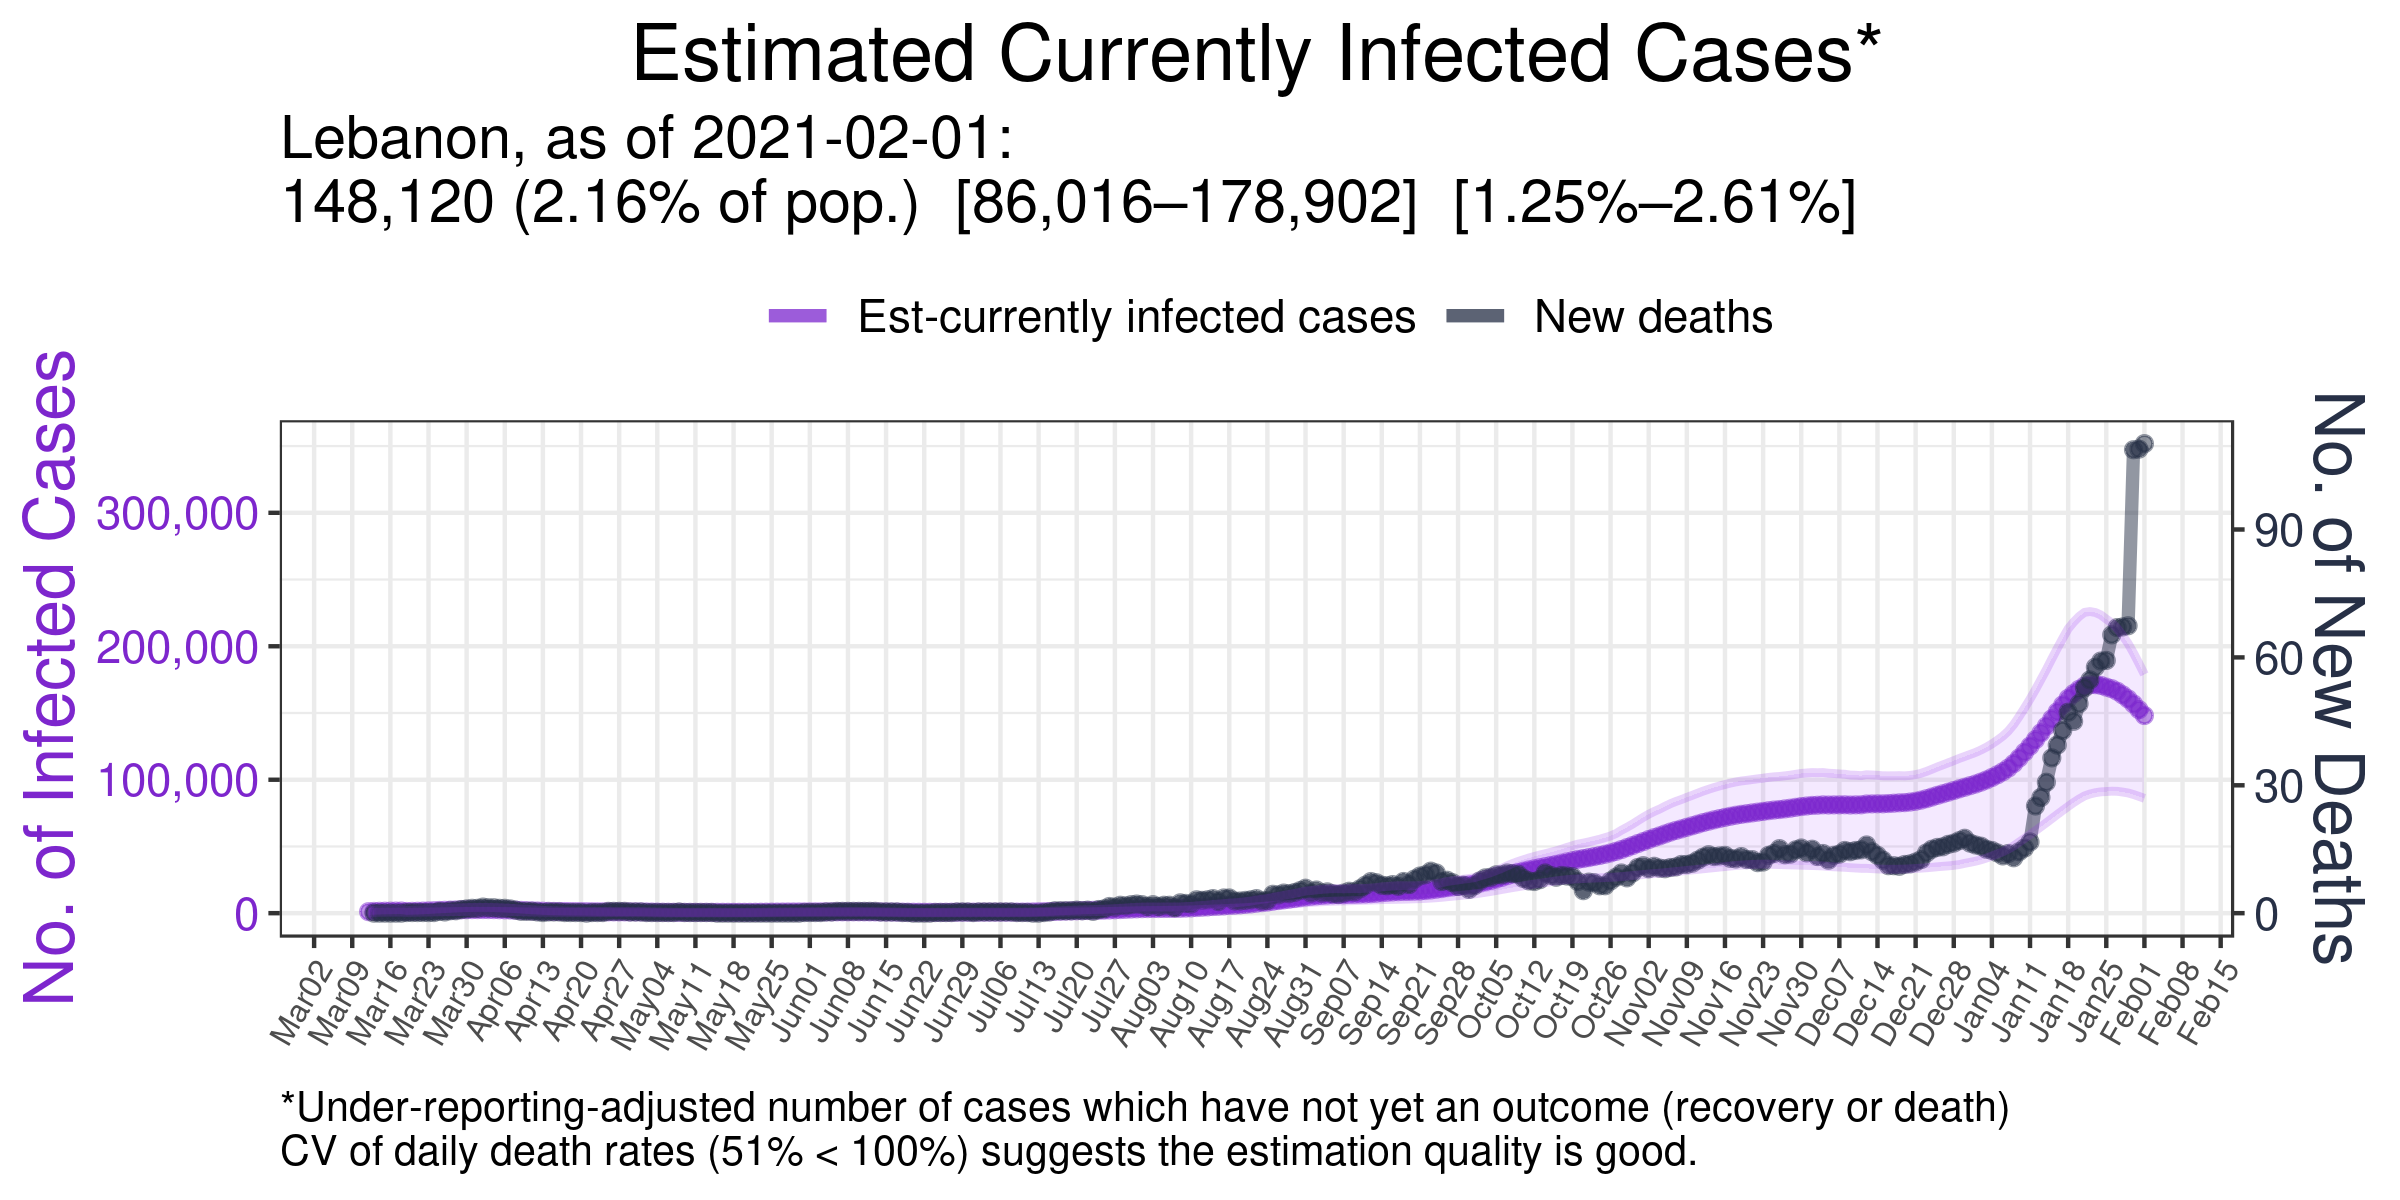 Estimated Currently Infected Cases*
Lebanon, as of 2021-02-01:
148,120 (2.16% of pop.) [86,016–178,902] [1.25%–2.61%]
Est-currently infected cases New deaths
No. of Infected Cases
300,000
200,000
100,000
0
90
60
30
0
No. of New Deaths
Mar02 Mar09 Mar16 Mar23 Mar30 Apr06 Apr13 Apr20 Apr27 May04 May11 May18 May25 Jun01 Jun08 Jun15 Jun22 Jun29 Jul06 Jul13 Jul20 Jul27 Aug03 Aug10 Aug17 Aug24 Aug31 Sep07 Sep14 Sep21 Sep28 Oct05 Oct12 Oct19 Oct26 Nov02 Nov09 Nov16 Nov23 Nov30 Dec07 Dec14 Dec21 Dec28 Jan04 Jan11 Jan18 Jan25 Feb01 Feb08 Feb15
*Under-reporting-adjusted number of cases which have not yet an outcome (recovery or death)
CV of daily death rates (51% < 100%) suggests the estimation quality is good.